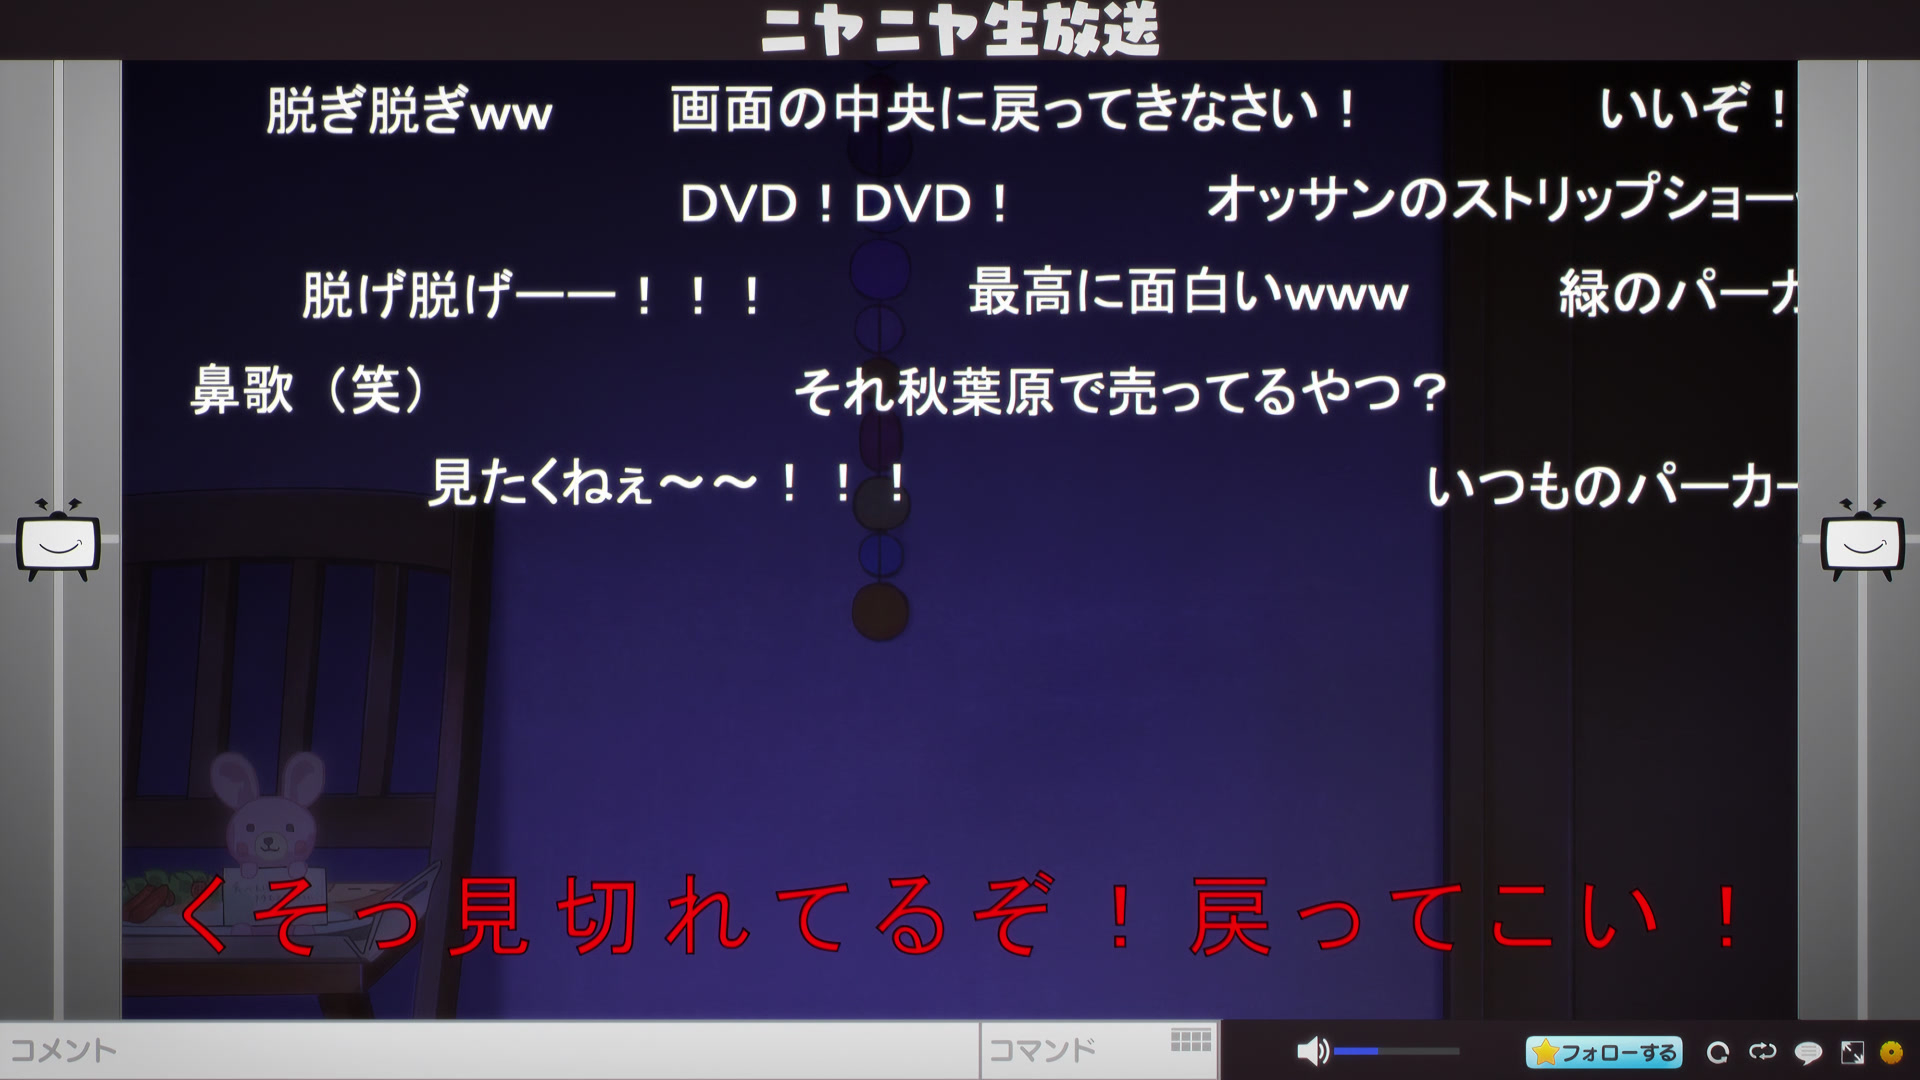 ニヤニヤ生放送
脱ぎ脱ぎww 画面の中央に戻ってきなさい！ いいぞ！
DVD！DVD！ オッサンのストリップショー
脱げ脱げーー！！！ 最高に面白いwww 緑のパーカ
鼻歌（笑） それ秋葉原で売ってるやつ？
見たくねぇ～～！！！ いつものパーカー
くそっ見切れてるぞ！戻ってこい！
コメント コマンド フォローする